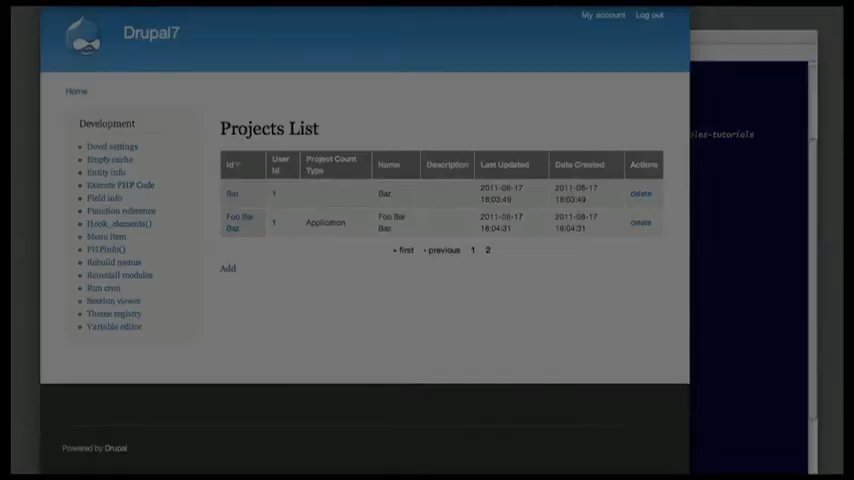 My account Log out
Drupal7
les-tutorials
Home
Development
Devel settings
Empty cache
Entity info
Execute PHP Code
Field info
Function reference
Hook_elements()
Menu item
PHPinfo()
Rebuild menus
Reinstall modules
Run cron
Session viewer
Theme registry
Variable editor
Projects List
Id User Id Project Count Type Name Description Last Updated Date Created Actions
Baz 1 Baz 2011-08-17 18:03:49 2011-08-17 18:03:49 delete
Foo Bar Baz 1 Application Foo Bar Baz 2011-08-17 18:04:31 2011-08-17 18:04:31 delete
« first ‹ previous 1 2
Add
Powered by Drupal